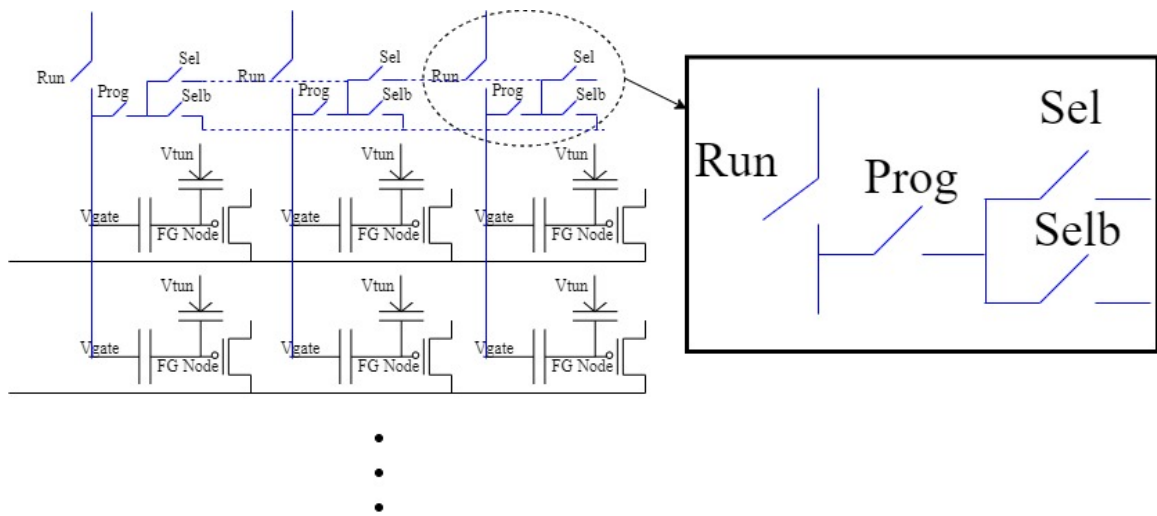 Sel
Sel
Sel
Run
Run
Run
Prog
Selb
Prog
Selb
Prog
Selb
Vtun
Vtun
Vtun
Vgate
FG Node
Vgate
FG Node
Vgate
FG Node
Vtun
Vtun
Vtun
Vgate
FG Node
Vgate
FG Node
Vgate
FG Node
Sel
Run
Prog
Selb